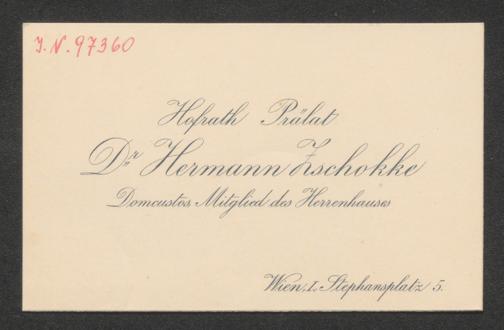 J.N. 97360
Hofrath Prälat
Dr. Hermann Zschokke
Domcustos Mitglied des Herrenhauses
Wien, I. Stephansplatz 5.